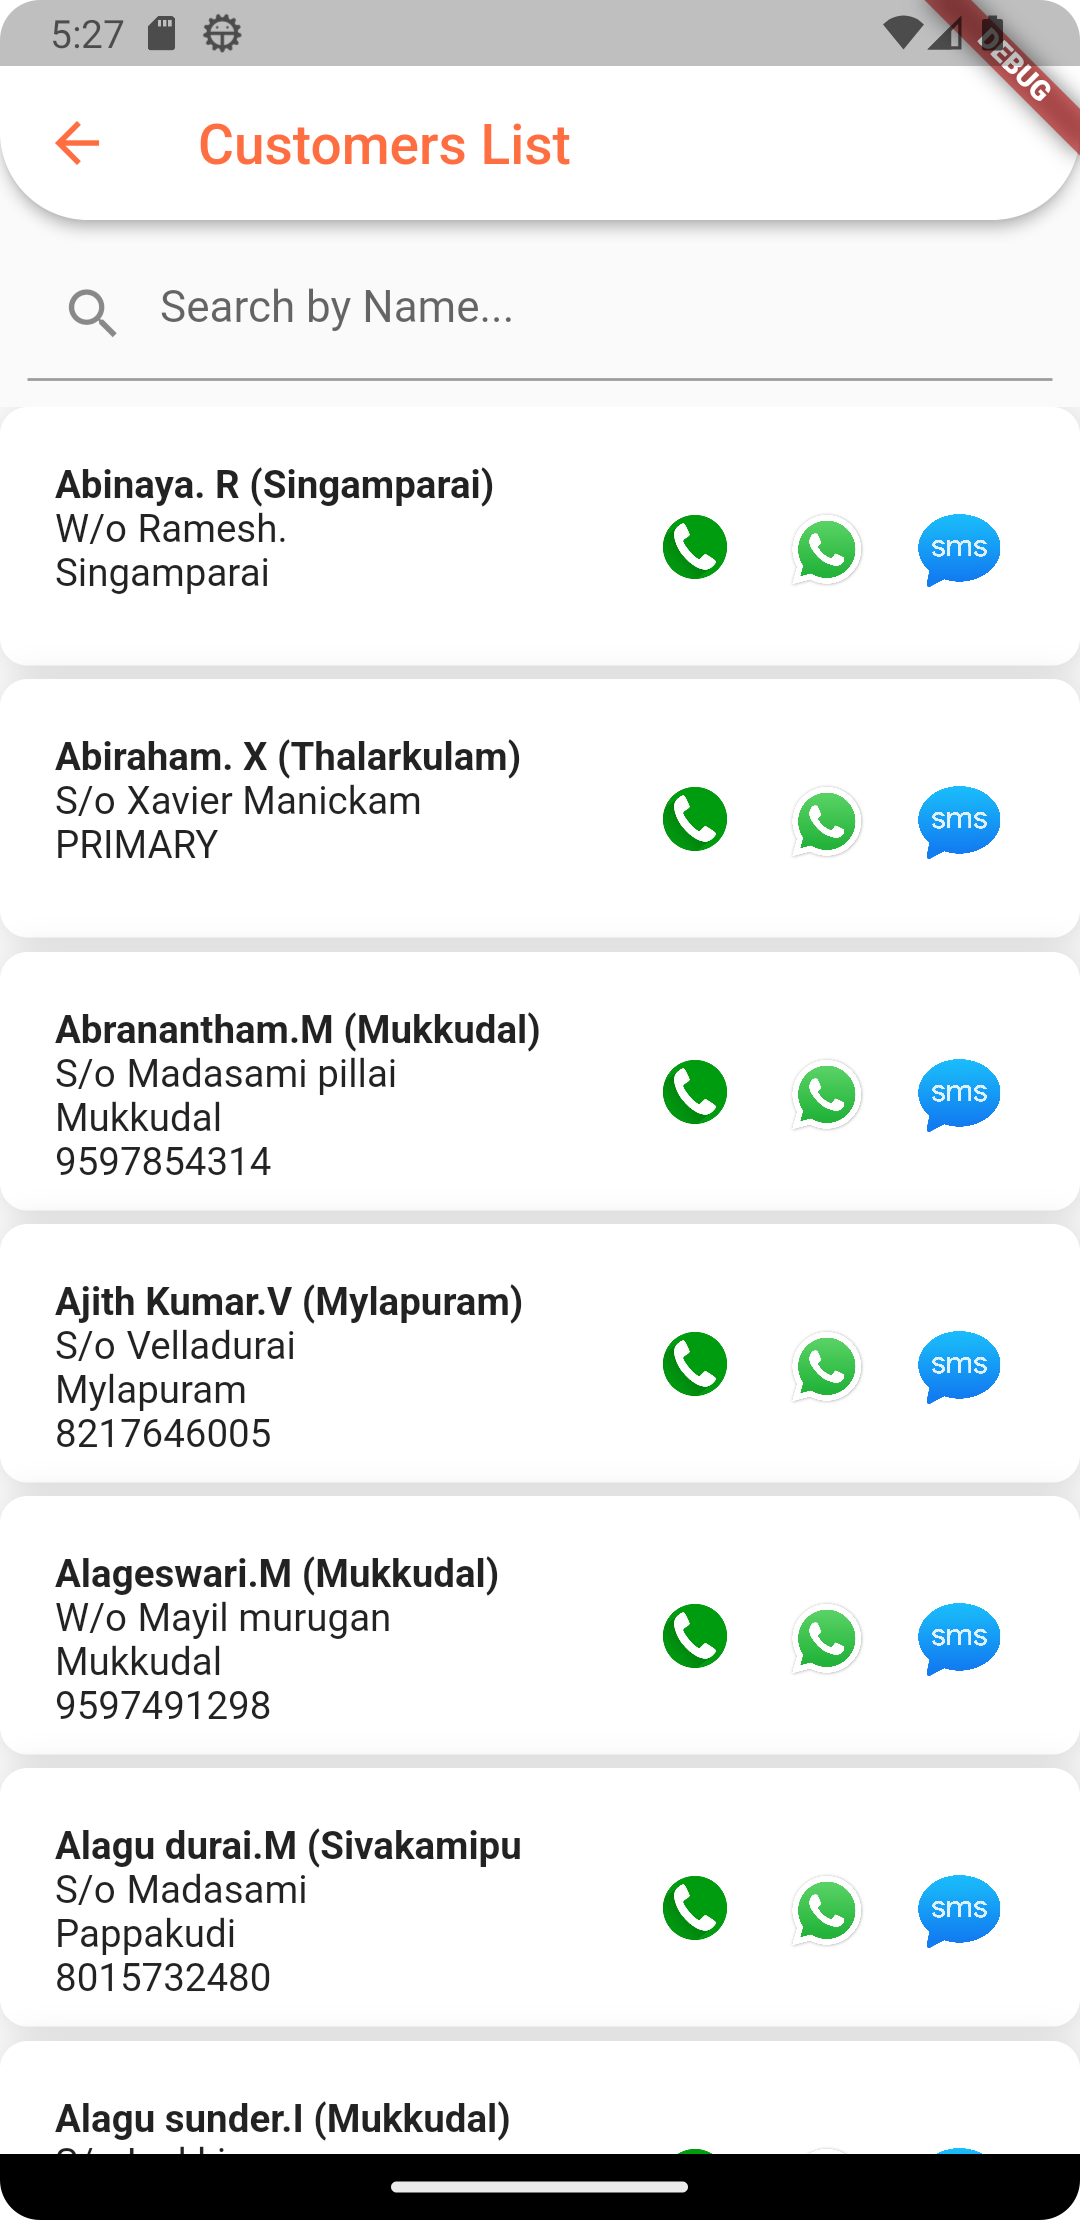 5:27
DEBUG
Customers List
Search by Name...
Abinaya. R (Singamparai)
W/o Ramesh.
Singamparai
sms
Abiraham. X (Thalarkulam)
S/o Xavier Manickam
PRIMARY
sms
Abranantham.M (Mukkudal)
S/o Madasami pillai
Mukkudal
9597854314
sms
Ajith Kumar.V (Mylapuram)
S/o Velladurai
Mylapuram
8217646005
sms
Alageswari.M (Mukkudal)
W/o Mayil murugan
Mukkudal
9597491298
sms
Alagu durai.M (Sivakamipu
S/o Madasami
Pappakudi
8015732480
sms
Alagu sunder.I (Mukkudal)